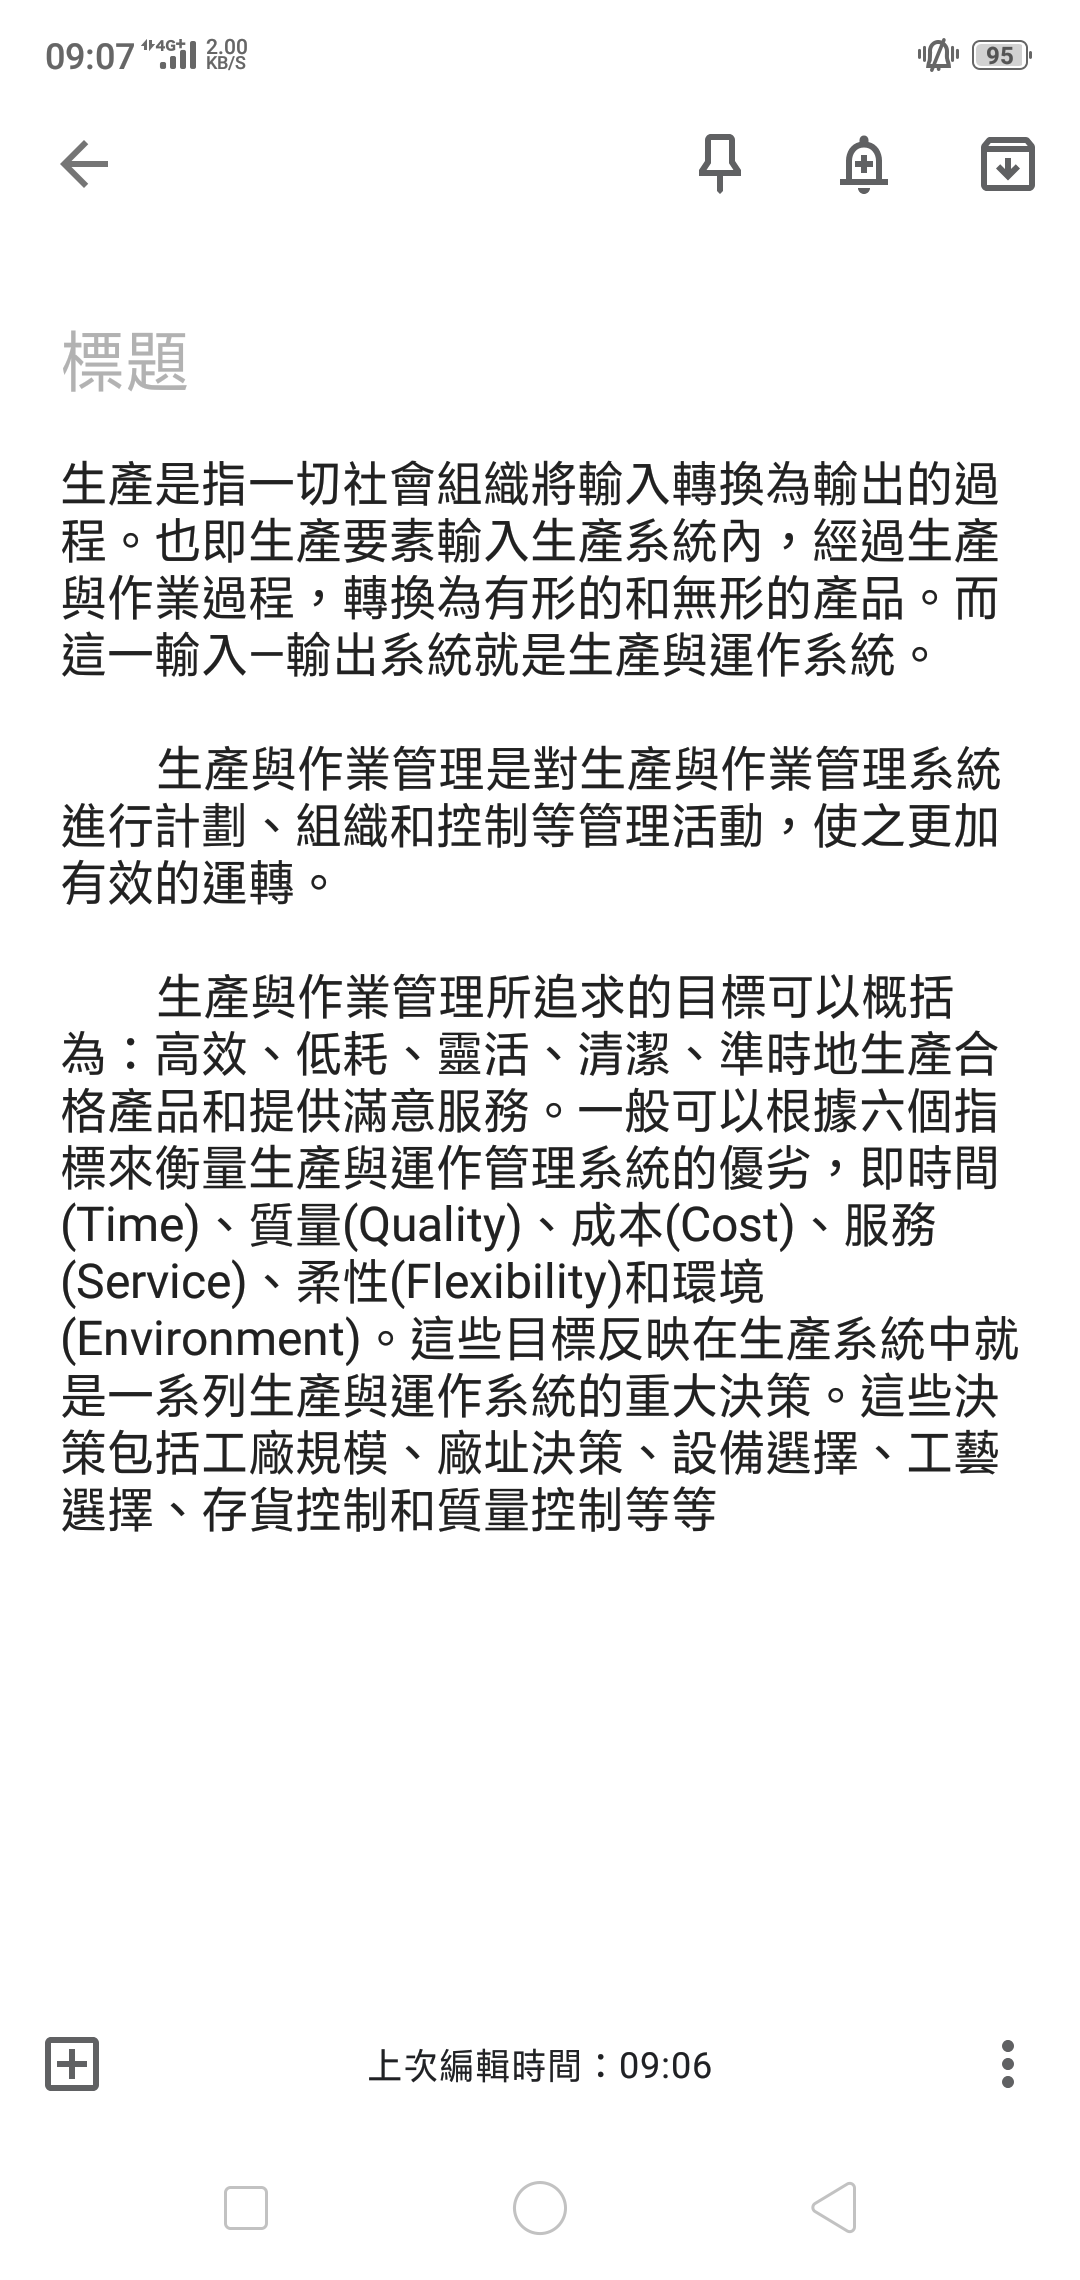 09:07 4G+ 2.00 KB/S 95
標題
生產是指一切社會組織將輸入轉換為輸出的過
程。也即生產要素輸入生產系統內，經過生產
與作業過程，轉換為有形的和無形的產品。而
這一輸入—輸出系統就是生產與運作系統。
生產與作業管理是對生產與作業管理系統
進行計劃、組織和控制等管理活動，使之更加
有效的運轉。
生產與作業管理所追求的目標可以概括
為：高效、低耗、靈活、清潔、準時地生產合
格產品和提供滿意服務。一般可以根據六個指
標來衡量生產與運作管理系統的優劣，即時間
(Time)、質量(Quality)、成本(Cost)、服務
(Service)、柔性(Flexibility)和環境
(Environment)。這些目標反映在生產系統中就
是一系列生產與運作系統的重大決策。這些決
策包括工廠規模、廠址決策、設備選擇、工藝
選擇、存貨控制和質量控制等等
上次編輯時間：09:06